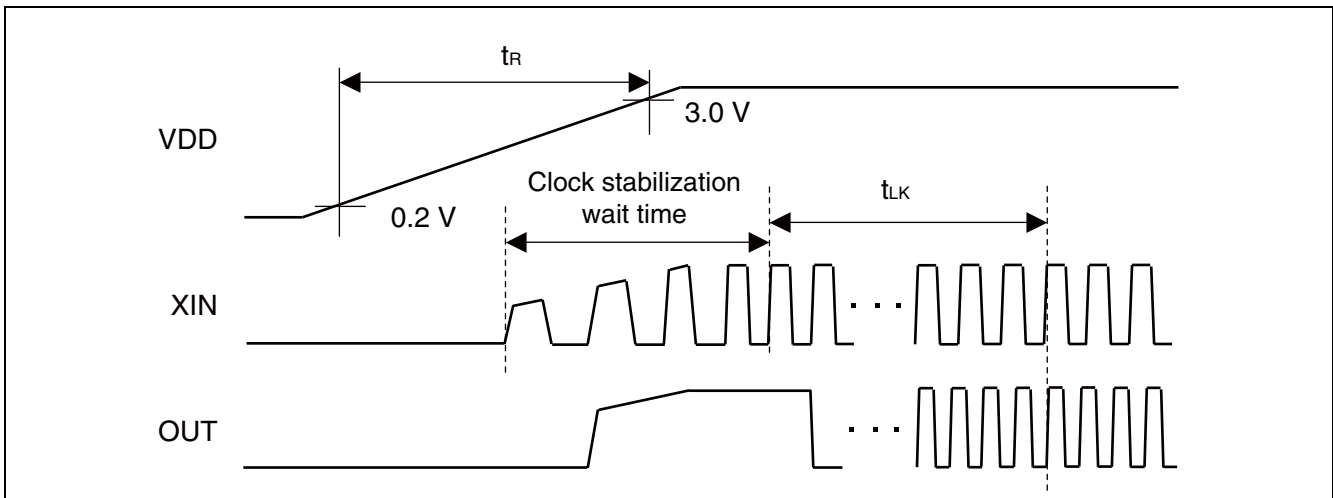 tR
3.0 V
VDD
0.2 V
Clock stabilization
wait time
tLK
XIN
. . .
OUT
. . .